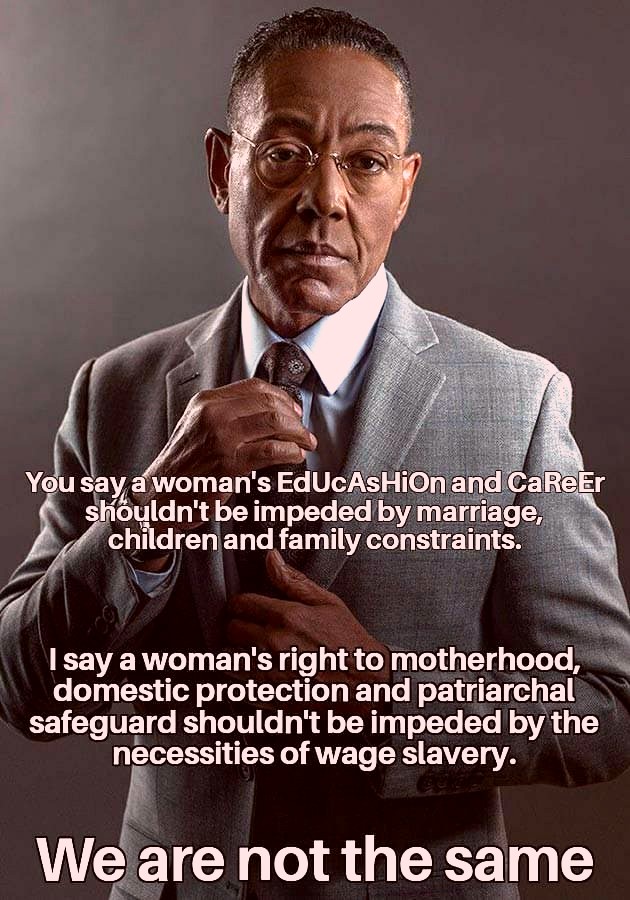 You say a woman's EdUcAsHiOn and CaReEr
shouldn't be impeded by marriage,
children and family constraints.
I say a woman's right to motherhood,
domestic protection and patriarchal
safeguard shouldn't be impeded by the
necessities of wage slavery.
We are not the same